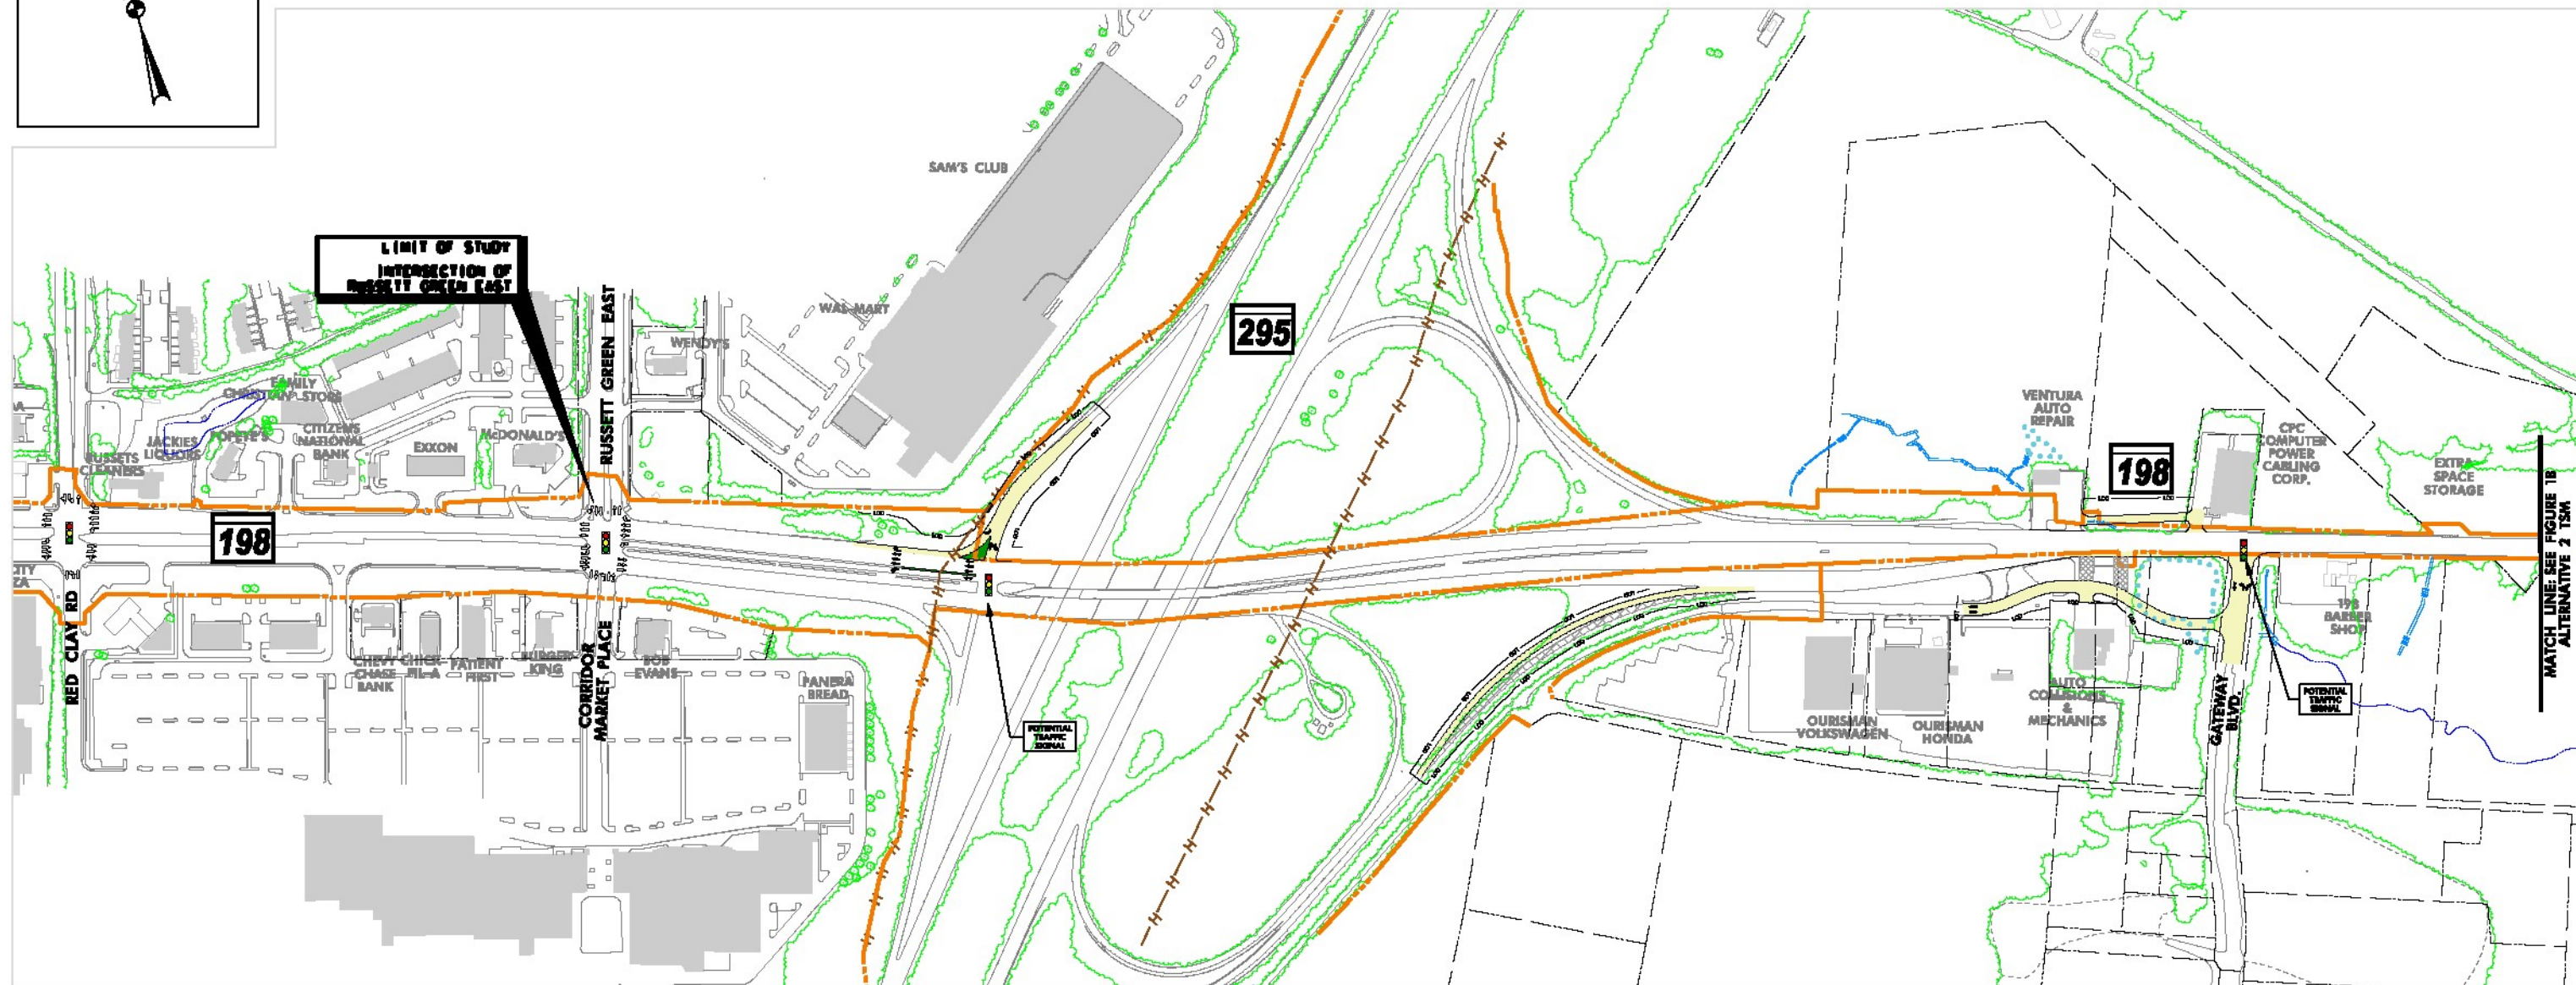 LIMIT OF STUDY
INTERSECTION OF
RUSSETT GREEN EAST
RUSSETT GREEN EAST
SAM'S CLUB
WAL-MART
WENDY'S
295
FAMILY
CHRISTIAN STORE
JACKIES
LIQUORS
POPEYE'S
CITIZENS
NATIONAL
BANK
EXXON
McDONALD'S
RUSSETS
CLEANERS
198
RED CLAY RD
CHEVY
CHASE
BANK
CHICK-
FIL-A
PATIENT
FIRST
BURGER
KING
CORRIDOR
MARKET PLACE
BOB
EVANS
PANERA
BREAD
POTENTIAL
TRAFFIC
SIGNAL
VENTURA
AUTO
REPAIR
198
CPC
COMPUTER
POWER
CABLING
CORP.
EXTRA
SPACE
STORAGE
198
BARBER
SHOP
OURISMAN
VOLKSWAGEN
OURISMAN
HONDA
AUTO
COLLISIONS
&
MECHANICS
GATEWAY
BLVD.
POTENTIAL
TRAFFIC
SIGNAL
MATCH LINE SEE FIGURE 1B
ALTERNATIVE 2 TSM